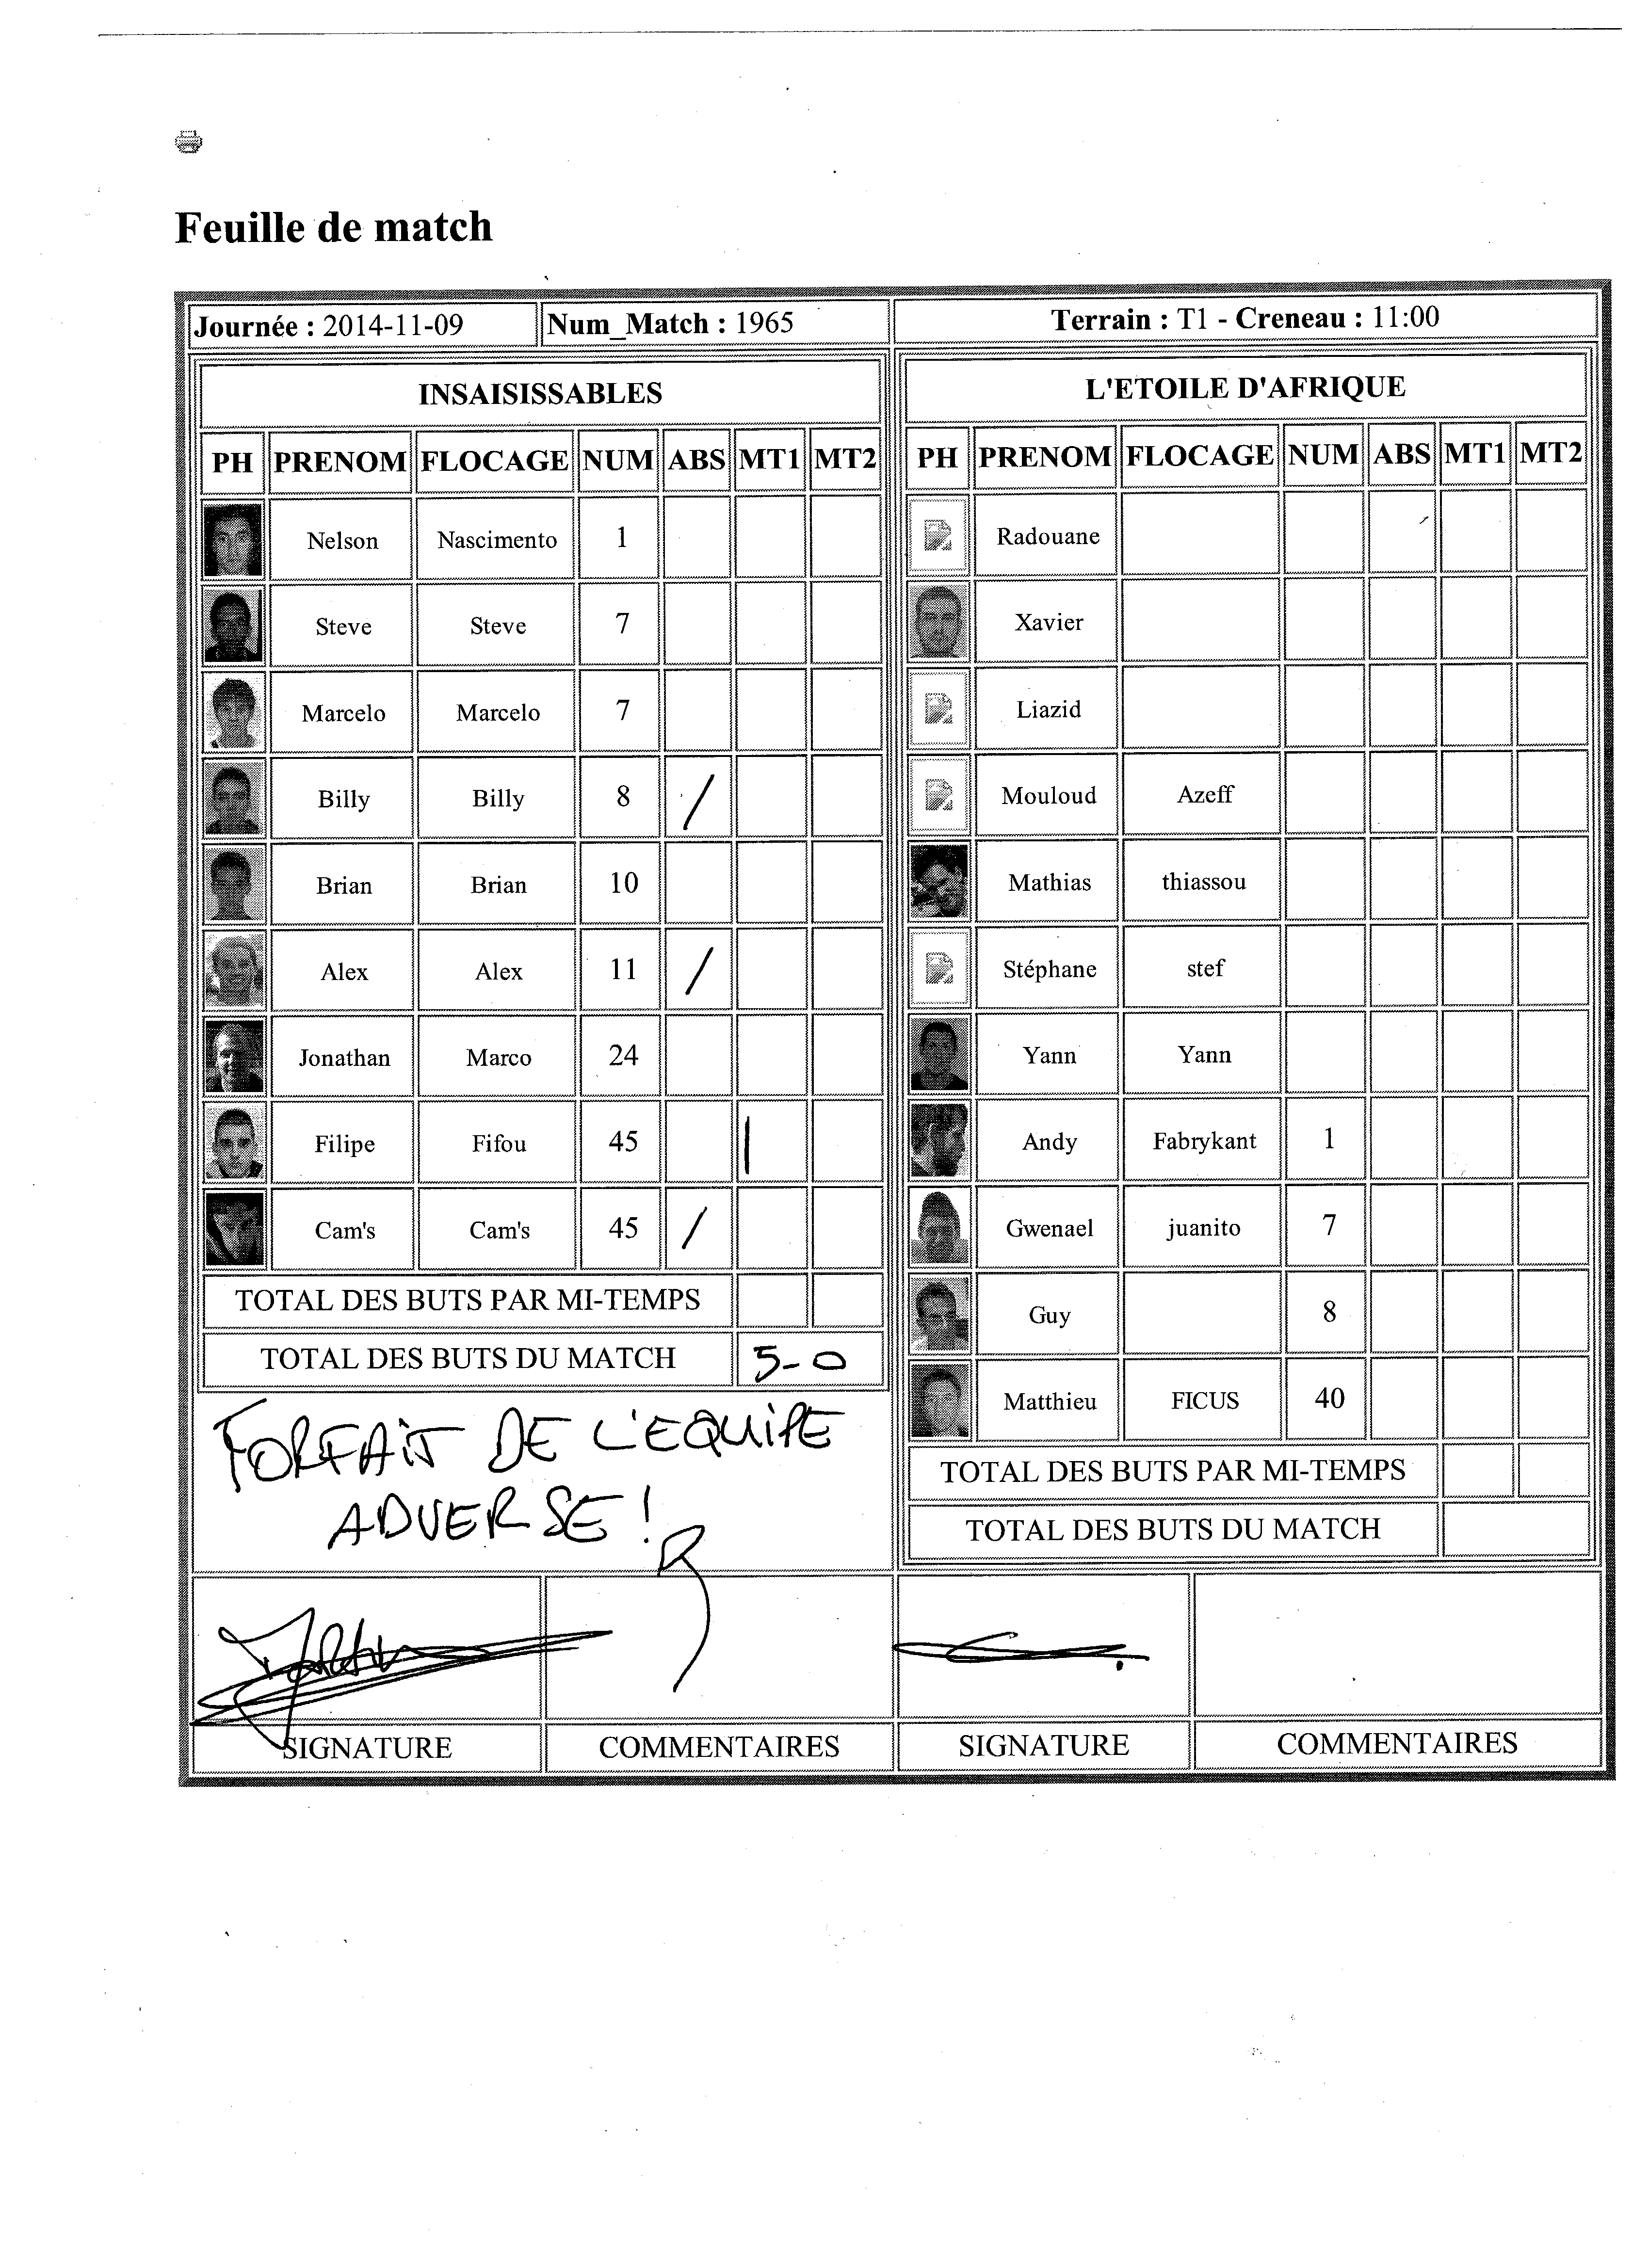 Feuille de match
Journée : 2014-11-09 Num_Match : 1965 Terrain : T1 - Creneau : 11:00
INSAISISSABLES
PH PRENOM FLOCAGE NUM ABS MT1 MT2
Nelson Nascimento 1
Steve Steve 7
Marcelo Marcelo 7
Billy Billy 8 /
Brian Brian 10
Alex Alex 11 /
Jonathan Marco 24
Filipe Fifou 45 |
Cam's Cam's 45 /
TOTAL DES BUTS PAR MI-TEMPS
TOTAL DES BUTS DU MATCH 5-0
FORFAIT DE L'EQUIPE
ADVERSE !
L'ETOILE D'AFRIQUE
PH PRENOM FLOCAGE NUM ABS MT1 MT2
Radouane
Xavier
Liazid
Mouloud Azeff
Mathias thiassou
Stéphane stef
Yann Yann
Andy Fabrykant 1
Gwenael juanito 7
Guy 8
Matthieu FICUS 40
TOTAL DES BUTS PAR MI-TEMPS
TOTAL DES BUTS DU MATCH
SIGNATURE COMMENTAIRES SIGNATURE COMMENTAIRES